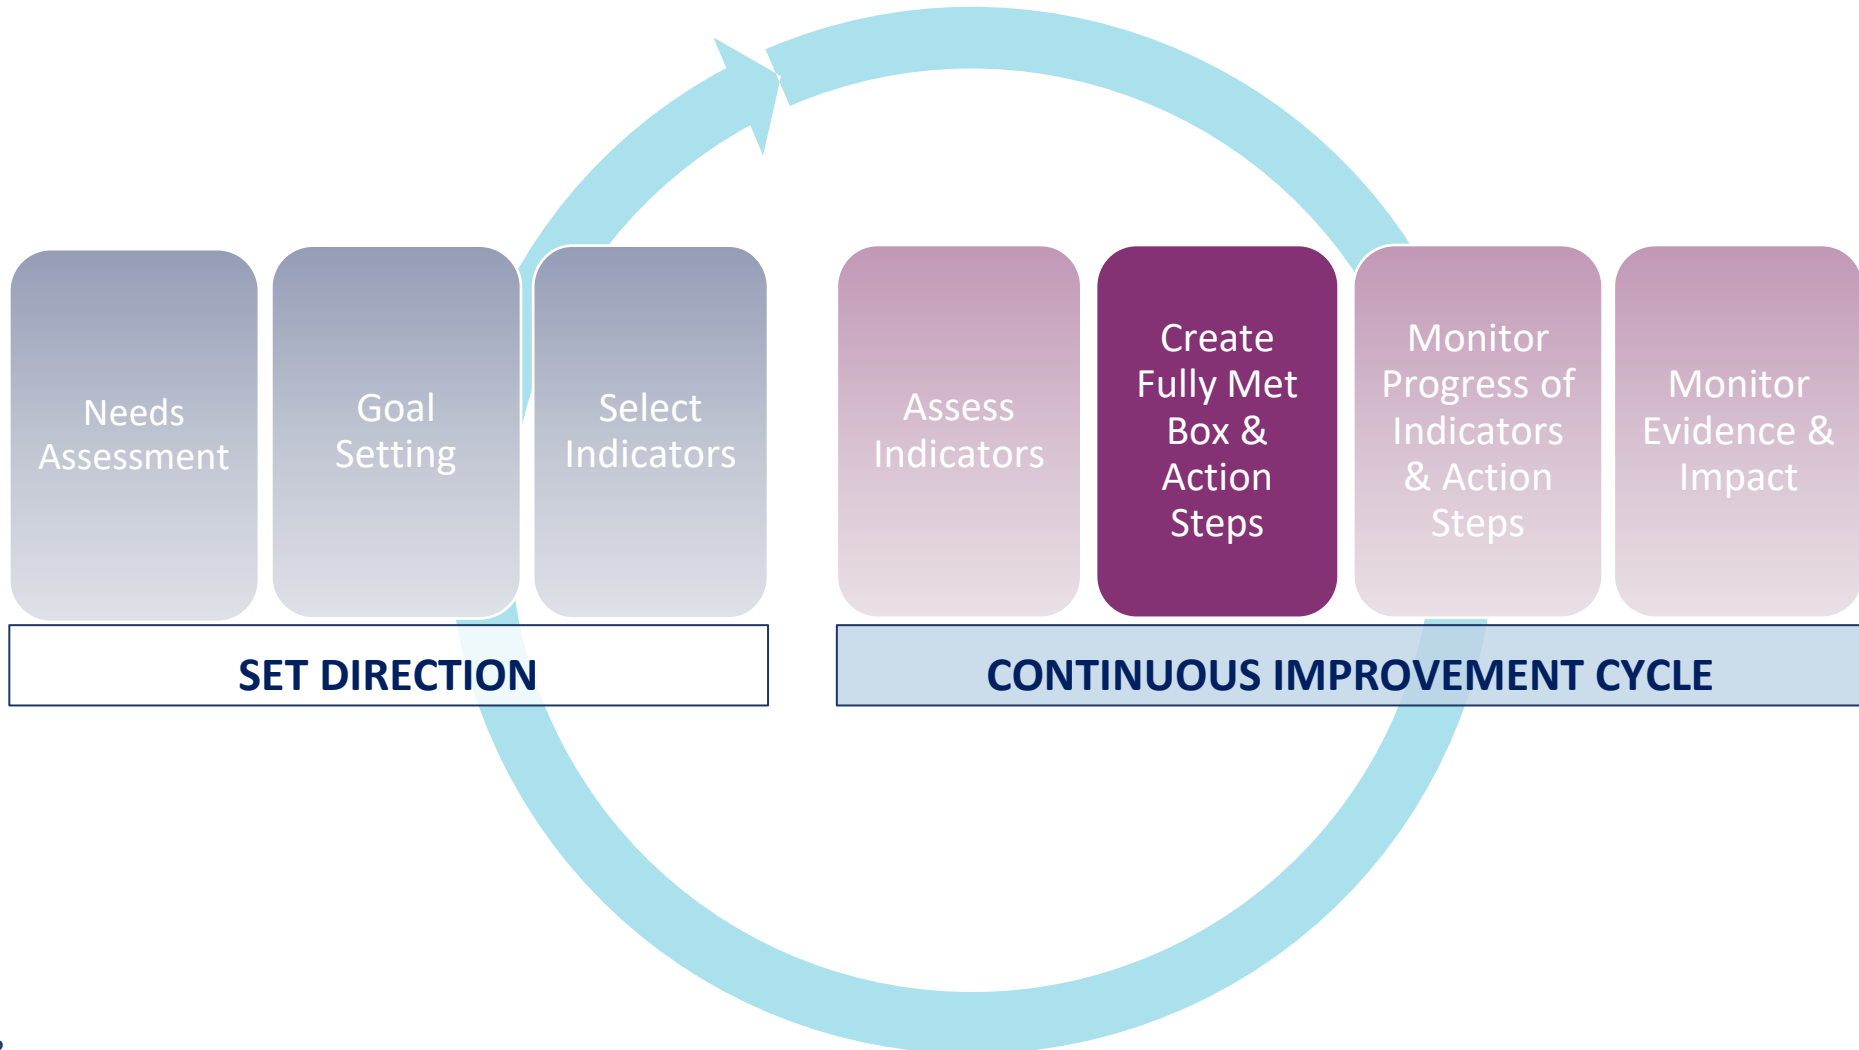 Needs
Assessment
Goal
Setting
Select
Indicators
Assess
Indicators
Create
Fully Met
Box &
Action
Steps
Monitor
Progress of
Indicators
& Action
Steps
Monitor
Evidence &
Impact
SET DIRECTION
CONTINUOUS IMPROVEMENT CYCLE